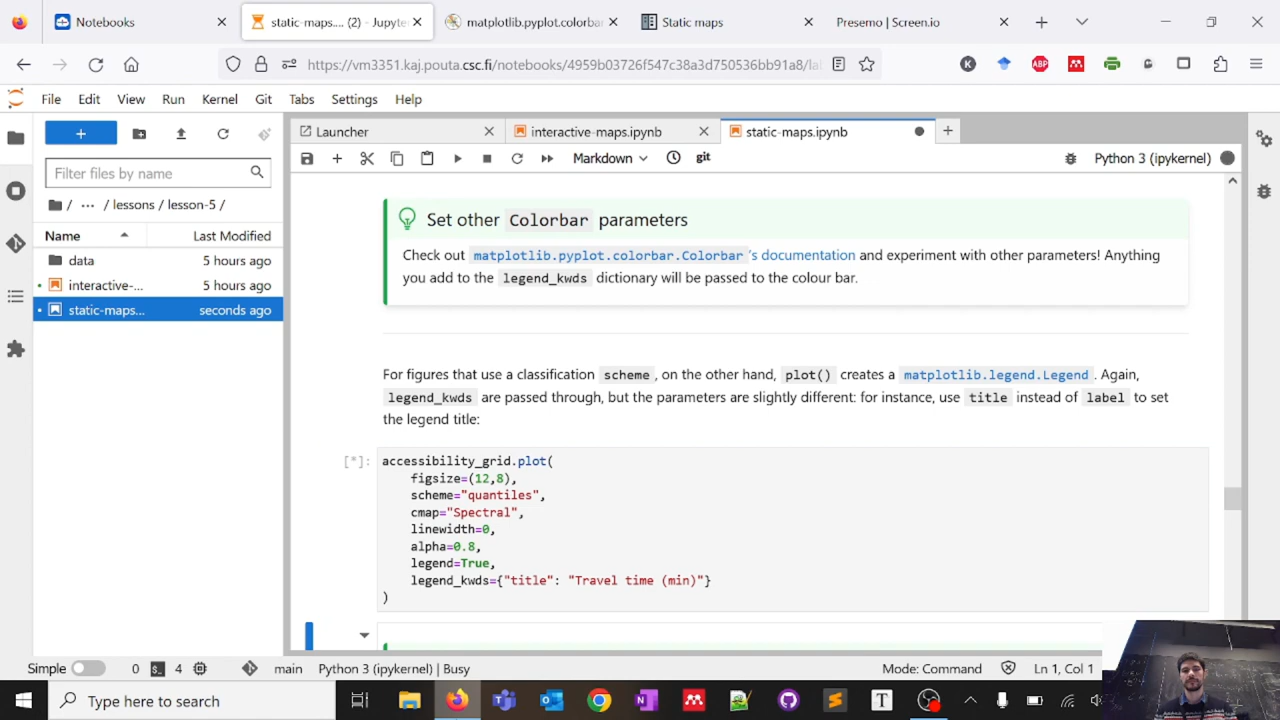 Notebooks
static-maps.... (2) - Jupyte
matplotlib.pyplot.colorba
Static maps
Presemo | Screen.io
https://vm3351.kaj.pouta.csc.fi/notebooks/4959b03726f547c38a3d750536bb91a8/la
File Edit View Run Kernel Git Tabs Settings Help
Launcher
interactive-maps.ipynb
static-maps.ipynb
Markdown
git
Python 3 (ipykernel)
Filter files by name
/ ··· / lessons / lesson-5 /
Name Last Modified
data 5 hours ago
interactive-... 5 hours ago
static-maps... seconds ago
Set other Colorbar parameters
Check out matplotlib.pyplot.colorbar.Colorbar 's documentation and experiment with other parameters! Anything
you add to the legend_kwds dictionary will be passed to the colour bar.
For figures that use a classification scheme , on the other hand, plot() creates a matplotlib.legend.Legend . Again,
legend_kwds are passed through, but the parameters are slightly different: for instance, use title instead of label to set
the legend title:
[*]:
accessibility_grid.plot(
figsize=(12,8),
scheme="quantiles",
cmap="Spectral",
linewidth=0,
alpha=0.8,
legend=True,
legend_kwds={"title": "Travel time (min)"}
)
Simple 0 4 main Python 3 (ipykernel) | Busy Mode: Command Ln 1, Col 1
Type here to search